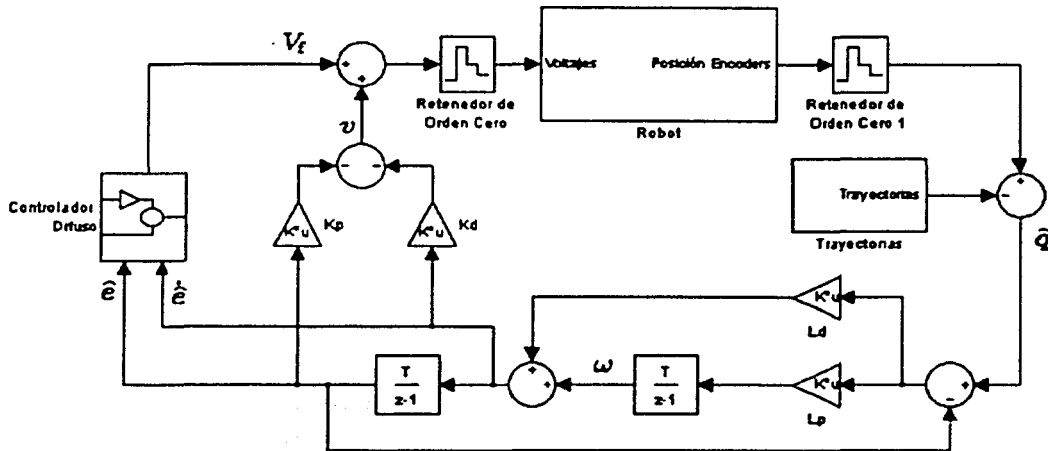 V_f
Voltajes
Posición Encoders
Retenedor de
Orden Cero
Robot
Retenedor de
Orden Cero 1
v
Controlador
Difuso
K*u
Kp
K*u
Kd
Trayectorias
Trayectorias
q̃
ê
ê̇
K*u
Ld
T
z-1
ω
T
z-1
K*u
Lp